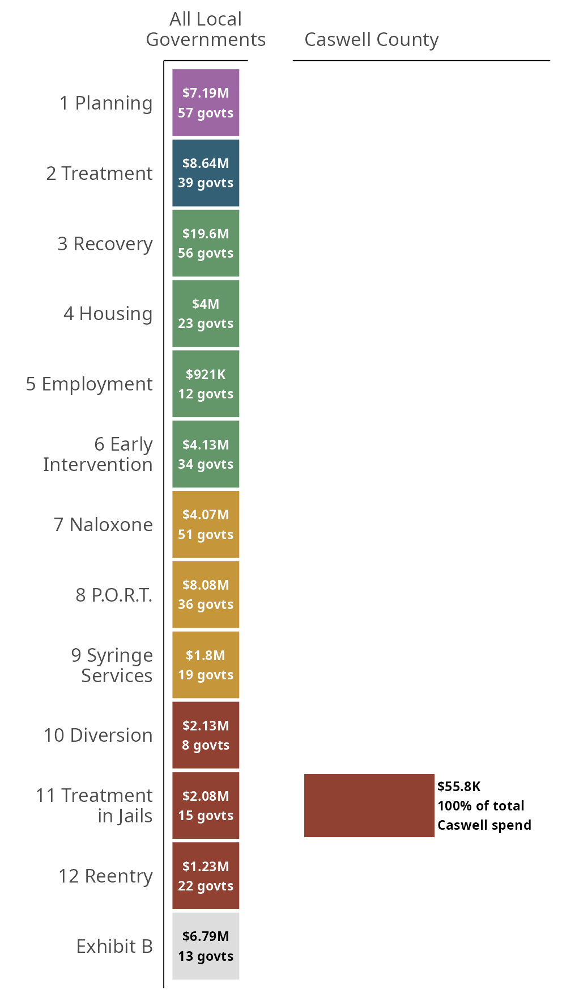 All Local
Governments
Caswell County
1 Planning
$7.19M
57 govts
2 Treatment
$8.64M
39 govts
3 Recovery
$19.6M
56 govts
4 Housing
$4M
23 govts
5 Employment
$921K
12 govts
6 Early
Intervention
$4.13M
34 govts
7 Naloxone
$4.07M
51 govts
8 P.O.R.T.
$8.08M
36 govts
9 Syringe
Services
$1.8M
19 govts
10 Diversion
$2.13M
8 govts
11 Treatment
in Jails
$2.08M
15 govts
$55.8K
100% of total
Caswell spend
12 Reentry
$1.23M
22 govts
Exhibit B
$6.79M
13 govts